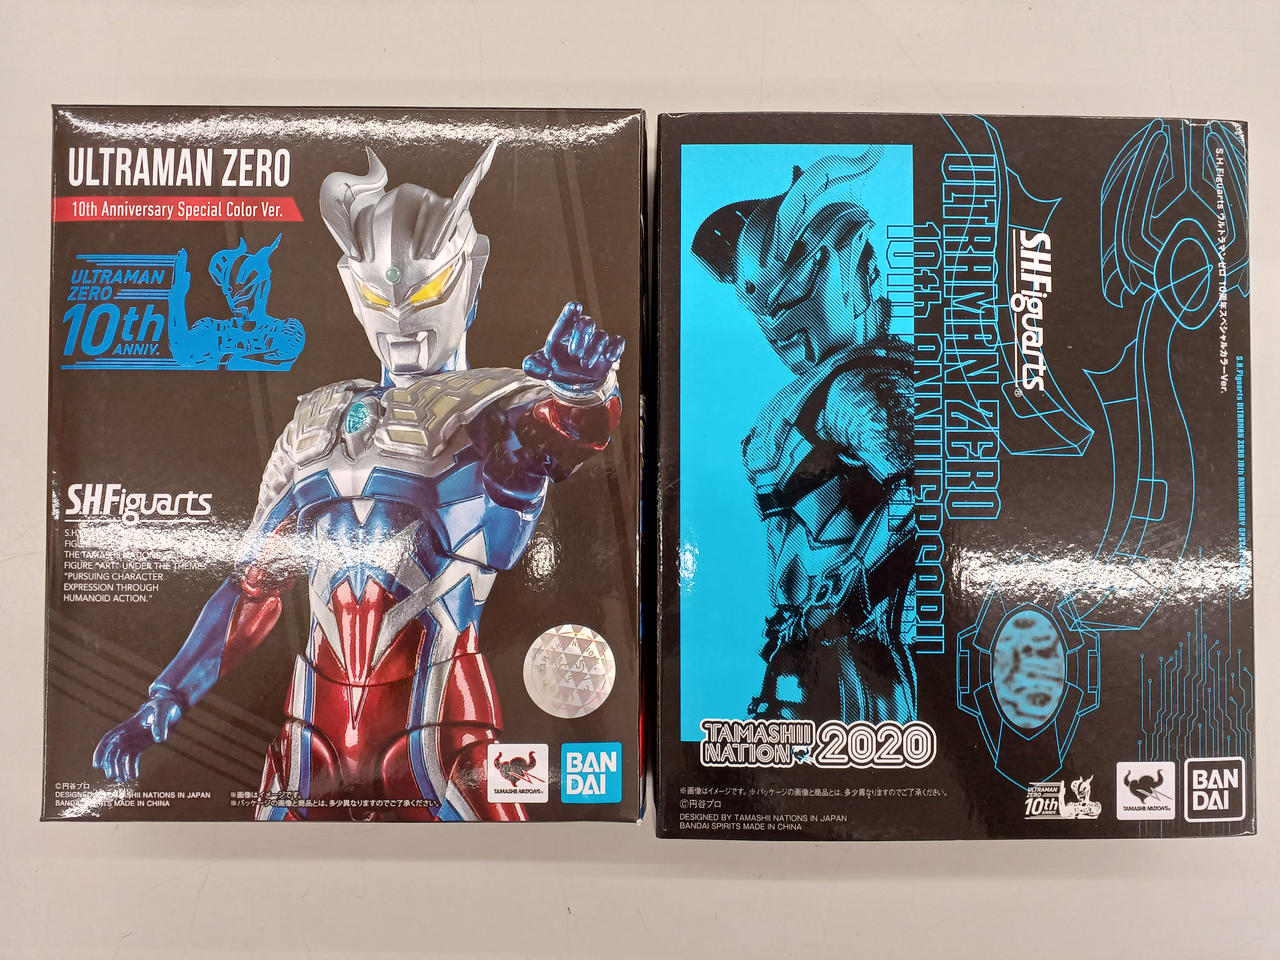 ULTRAMAN ZERO
10th Anniversary Special Color Ver.
ULTRAMAN
ZERO
10th
ANNIV.
S.H.Figuarts
THE TAMASHII NATIONS
FIGURE "ART" UNDER THE THEME
"PURSUING CHARACTER
EXPRESSION THROUGH
HUMANOID ACTION."
©円谷プロ
DESIGNED BY TAMASHII NATIONS IN JAPAN
BANDAI SPIRITS MADE IN CHINA
※画像はイメージです。
※パッケージの画像と商品とは、多少異なりますのでご了承ください。
TAMASHII NATIONS
BAN
DAI
S.H.Figuarts ウルトラマンゼロ 10周年スペシャルカラーVer.
S.H.Figuarts ULTRAMAN ZERO 10th ANNIVERSARY
S.H.Figuarts®
ULTRAMAN ZERO
10th ANNIVERSARY
TAMASHII
NATION 2020
※画像はイメージです。 ※パッケージの画像と商品とは、多少異なりますのでご了承ください。
©円谷プロ
DESIGNED BY TAMASHII NATIONS IN JAPAN
BANDAI SPIRITS MADE IN CHINA
ULTRAMAN
ZERO
10th
ANNIV.
TAMASHII NATIONS
BAN
DAI